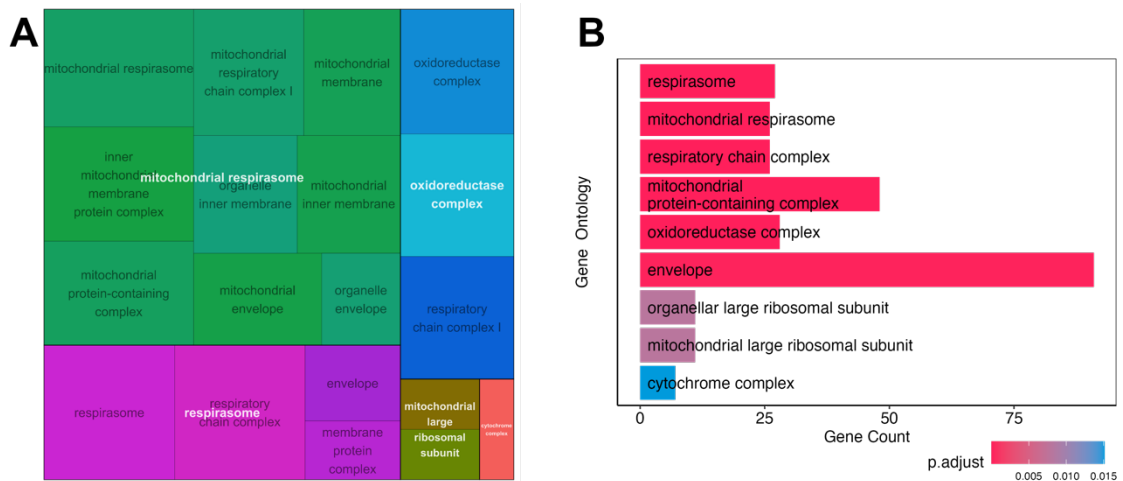 A
mitochondrial respirasome
mitochondrial
respiratory
chain complex I
mitochondrial
membrane
oxidoreductase
complex
inner
mitochondrial
membrane
protein complex
mitochondrial respirasome
organelle
inner membrane
mitochondrial
inner membrane
oxidoreductase
complex
mitochondrial
protein-containing
complex
mitochondrial
envelope
organelle
envelope
respiratory
chain complex I
respirasome
respirasome
respiratory
chain complex
envelope
membrane
protein
complex
mitochondrial
large
ribosomal
subunit
cytochrome
complex
B
Gene Ontology
respirasome
mitochondrial respirasome
respiratory chain complex
mitochondrial
protein-containing complex
oxidoreductase complex
envelope
organellar large ribosomal subunit
mitochondrial large ribosomal subunit
cytochrome complex
0 25 50 75
Gene Count
p.adjust
0.005 0.010 0.015